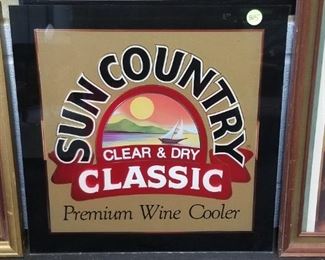 SUN COUNTRY
CLEAR & DRY
CLASSIC
Premium Wine Cooler